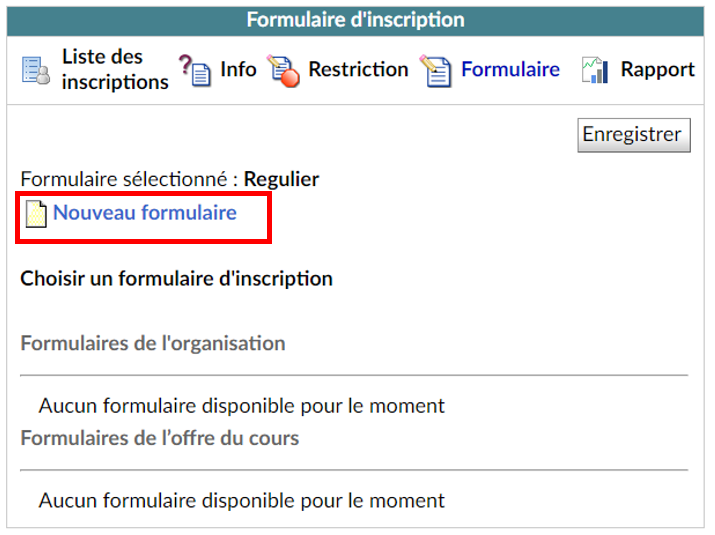 Formulaire d'inscription
Liste des
inscriptions
Info
Restriction
Formulaire
Rapport
Enregistrer
Formulaire sélectionné : Regulier
Nouveau formulaire
Choisir un formulaire d'inscription
Formulaires de l'organisation
Aucun formulaire disponible pour le moment
Formulaires de l’offre du cours
Aucun formulaire disponible pour le moment